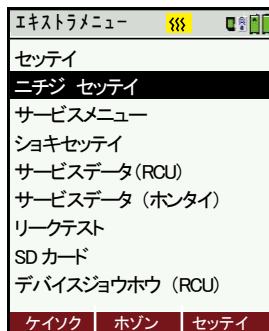 エキストラメニュー
セッテイ
ニチジ セッテイ
サービスメニュー
ショキセッテイ
サービスデータ(RCU)
サービスデータ (ホンタイ)
リークテスト
SD カード
デバイスジョウホウ (RCU)
ケイソク ホゾン セッテイ